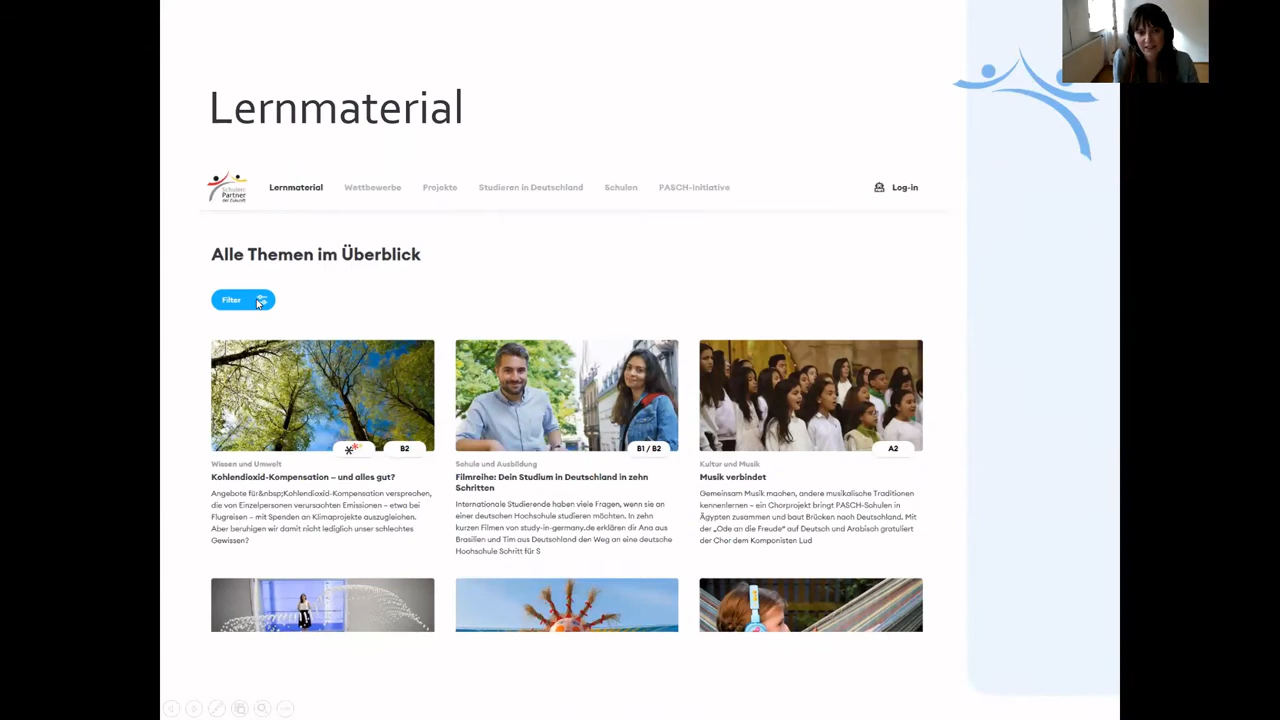 Lernmaterial
Schulen:
Partner
der Zukunft
Lernmaterial
Wettbewerbe
Projekte
Studieren in Deutschland
Schulen
PASCH-Initiative
Log-in
Alle Themen im Überblick
Filter
B2
Wissen und Umwelt
Kohlendioxid-Kompensation – und alles gut?
Angebote für&nbsp;Kohlendioxid-Kompensation versprechen,
die von Einzelpersonen verursachten Emissionen – etwa bei
Flugreisen – mit Spenden an Klimaprojekte auszugleichen.
Aber beruhigen wir damit nicht lediglich unser schlechtes
Gewissen?
B1 / B2
Schule und Ausbildung
Filmreihe: Dein Studium in Deutschland in zehn
Schritten
Internationale Studierende haben viele Fragen, wenn sie an
einer deutschen Hochschule studieren möchten. In zehn
kurzen Filmen von study-in-germany.de erklären dir Ana aus
Brasilien und Tim aus Deutschland den Weg an eine deutsche
Hochschule Schritt für S
A2
Kultur und Musik
Musik verbindet
Gemeinsam Musik machen, andere musikalische Traditionen
kennenlernen – ein Chorprojekt bringt PASCH-Schulen in
Ägypten zusammen und baut Brücken nach Deutschland. Mit
der „Ode an die Freude“ auf Deutsch und Arabisch gratuliert
der Chor dem Komponisten Lud